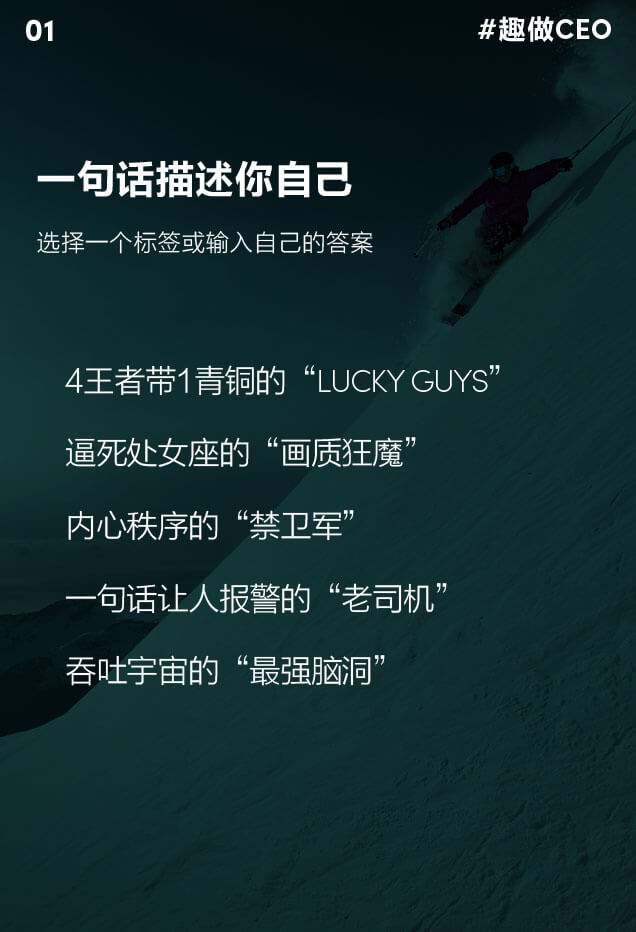 01
#趣做CEO
一句话描述你自己
选择一个标签或输入自己的答案
4王者带1青铜的“LUCKY GUYS”
逼死处女座的“画质狂魔”
内心秩序的“禁卫军”
一句话让人报警的“老司机”
吞吐宇宙的“最强脑洞”